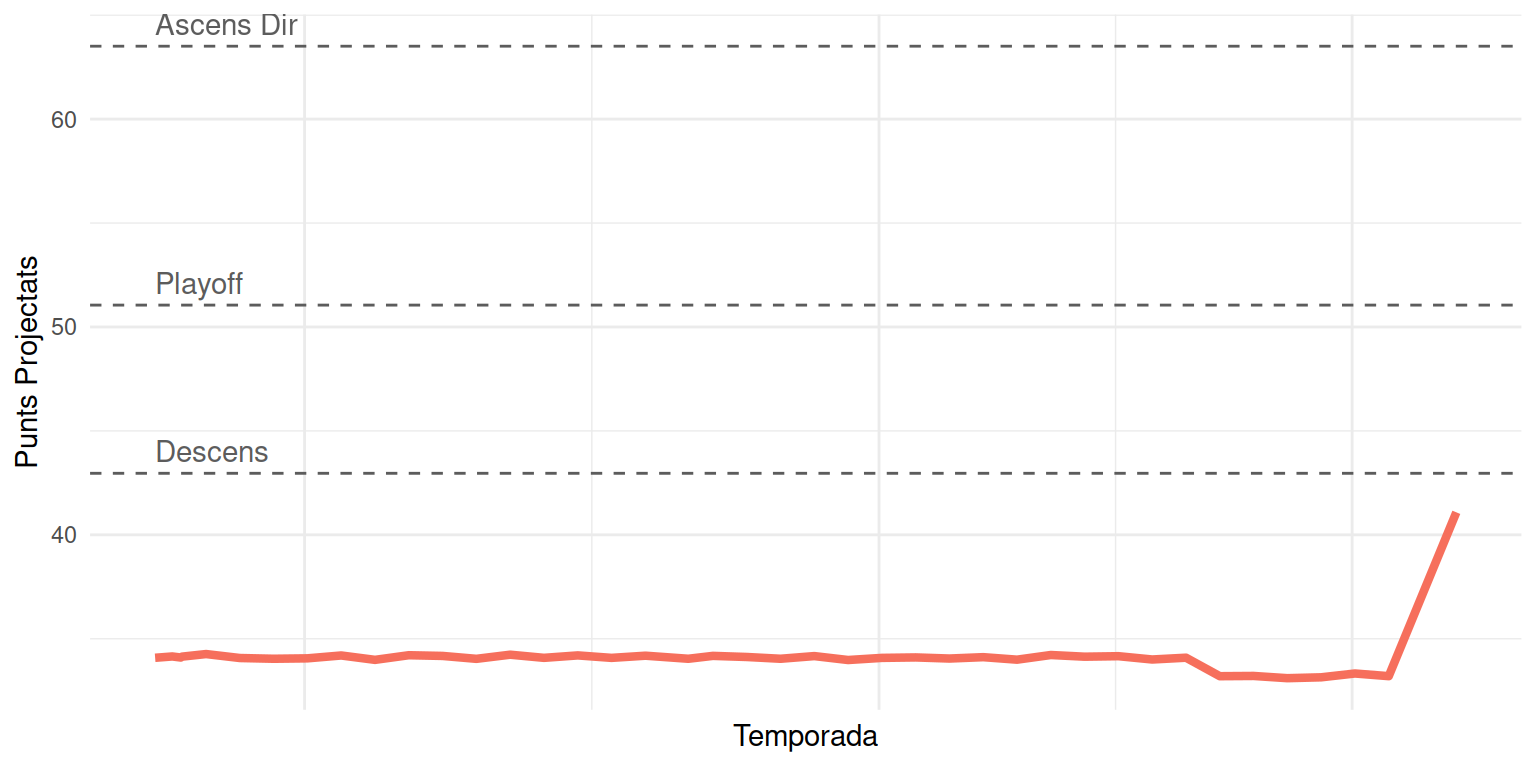 Ascens Dir
60
Playoff
50
Descens
40
Punts Projectats
Temporada